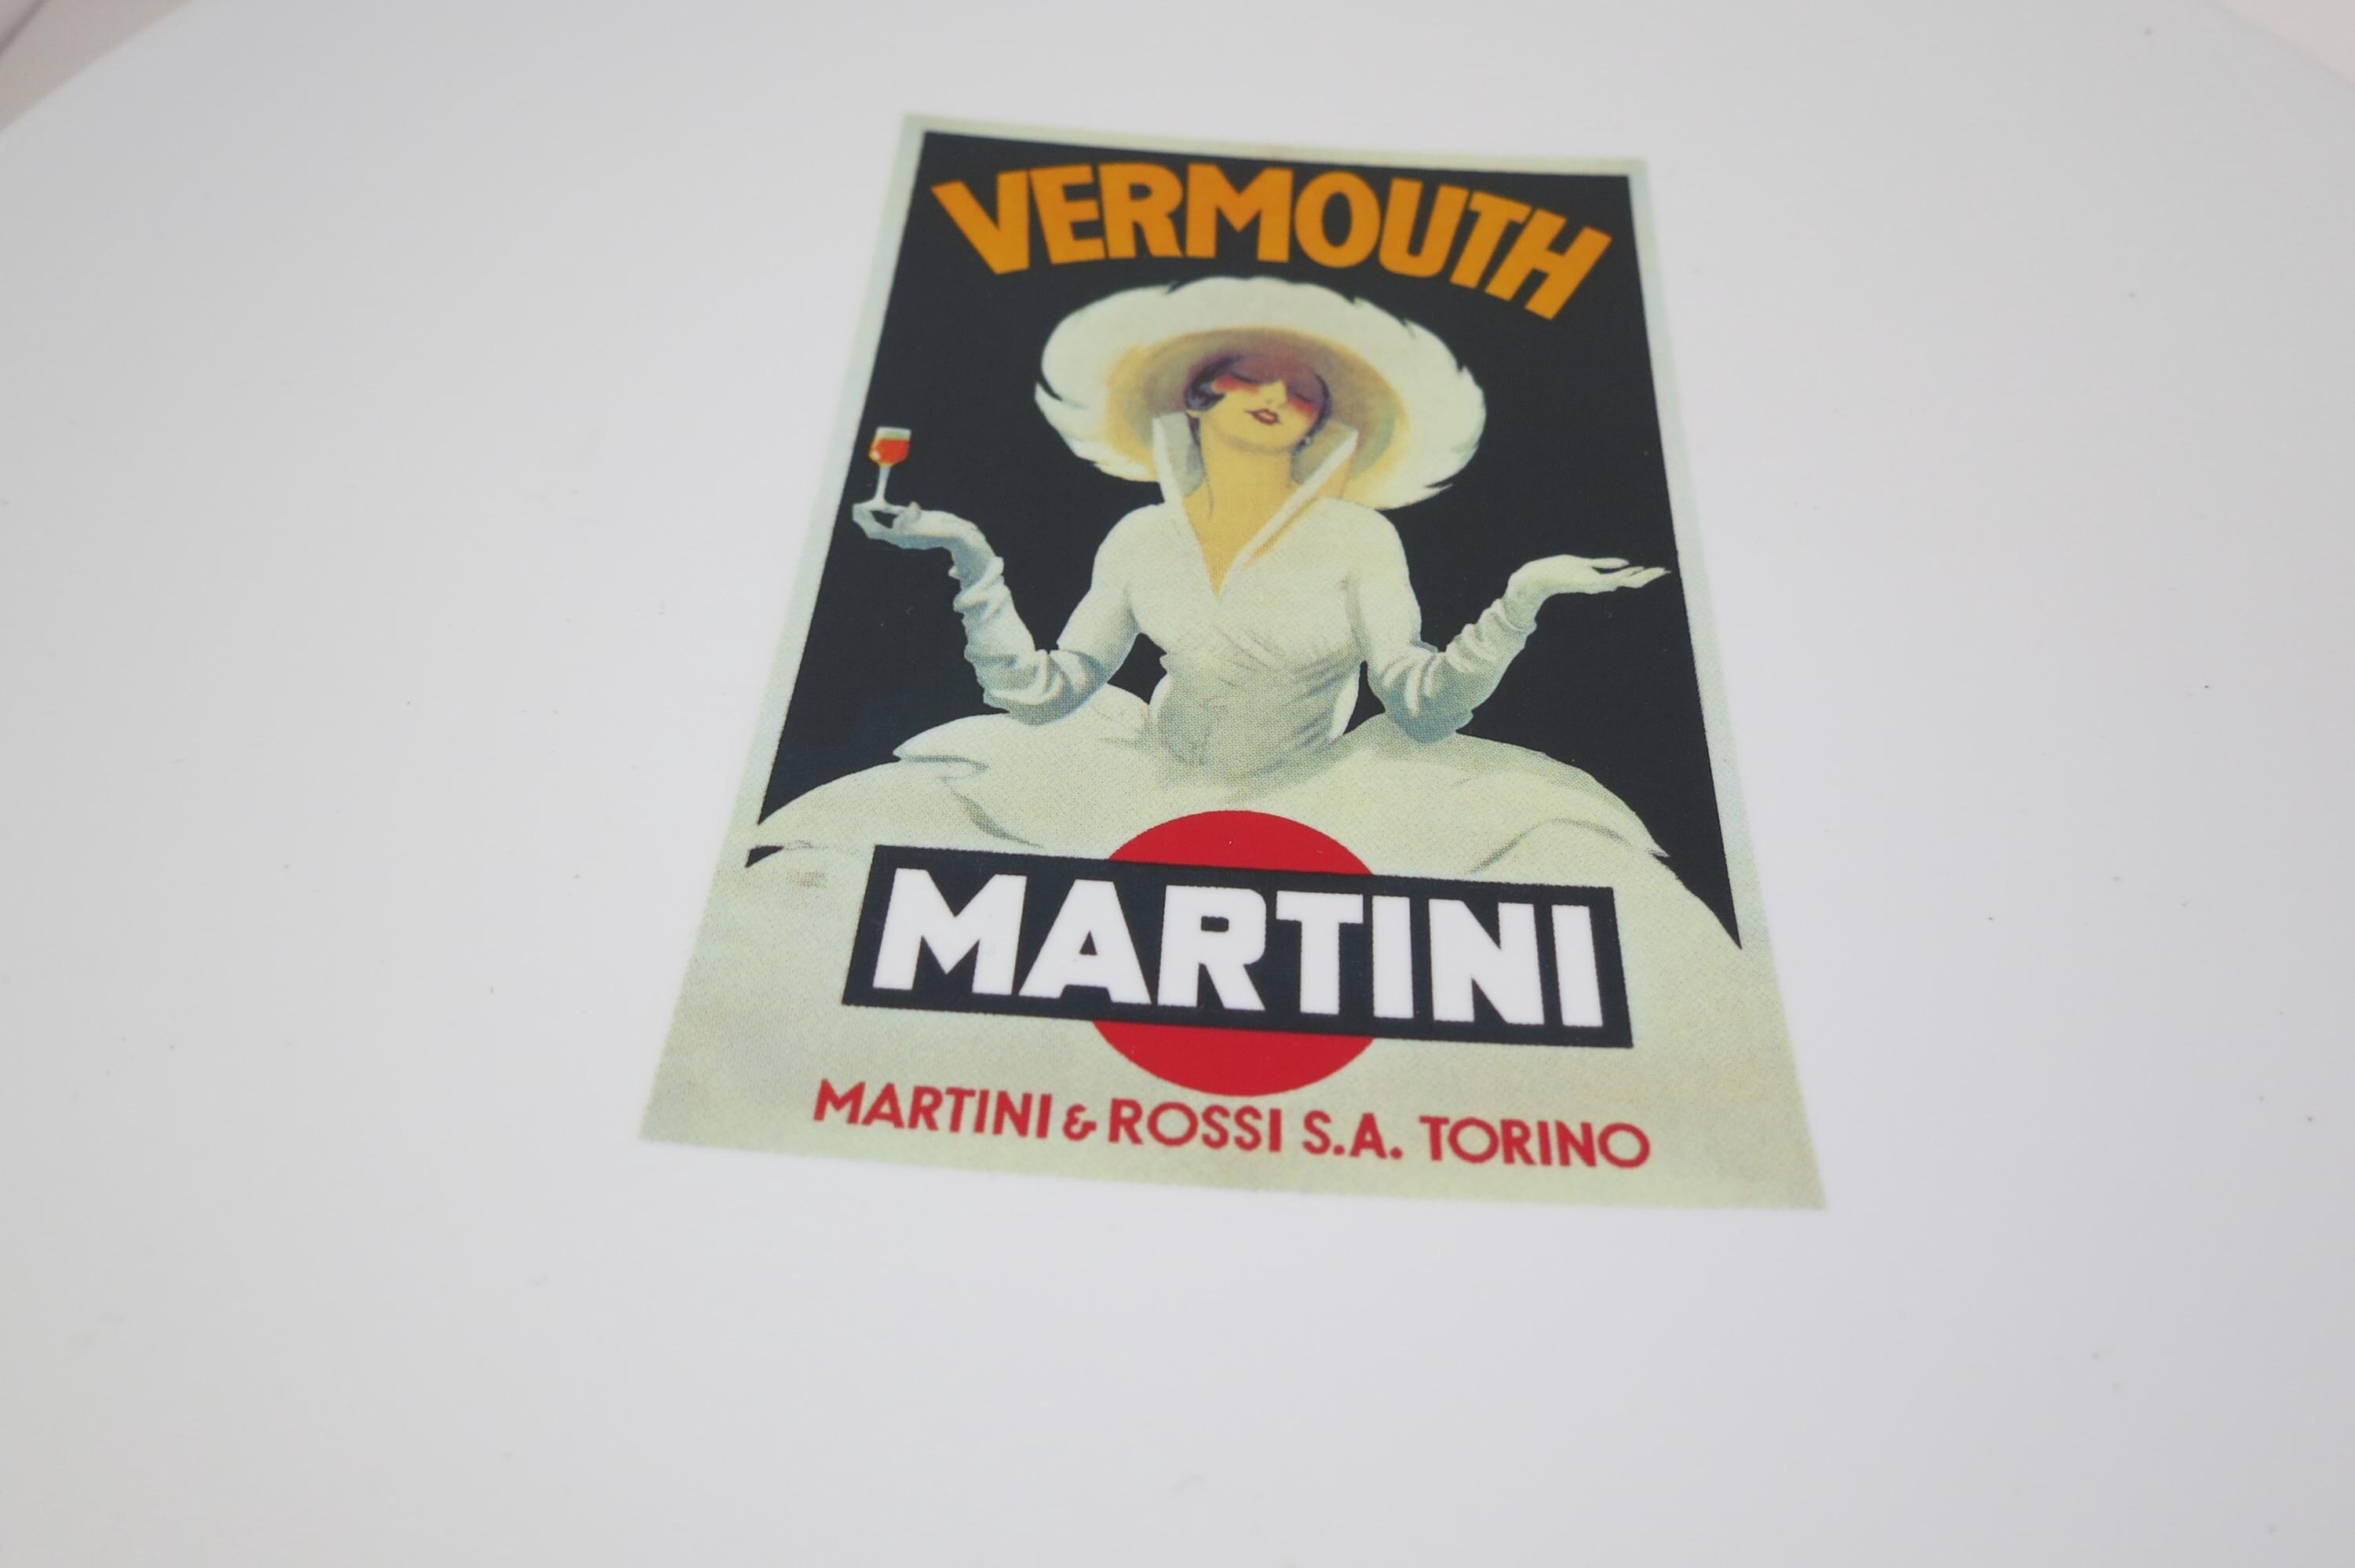 VERMOUTH
MARTINI
MARTINI & ROSSI S.A. TORINO